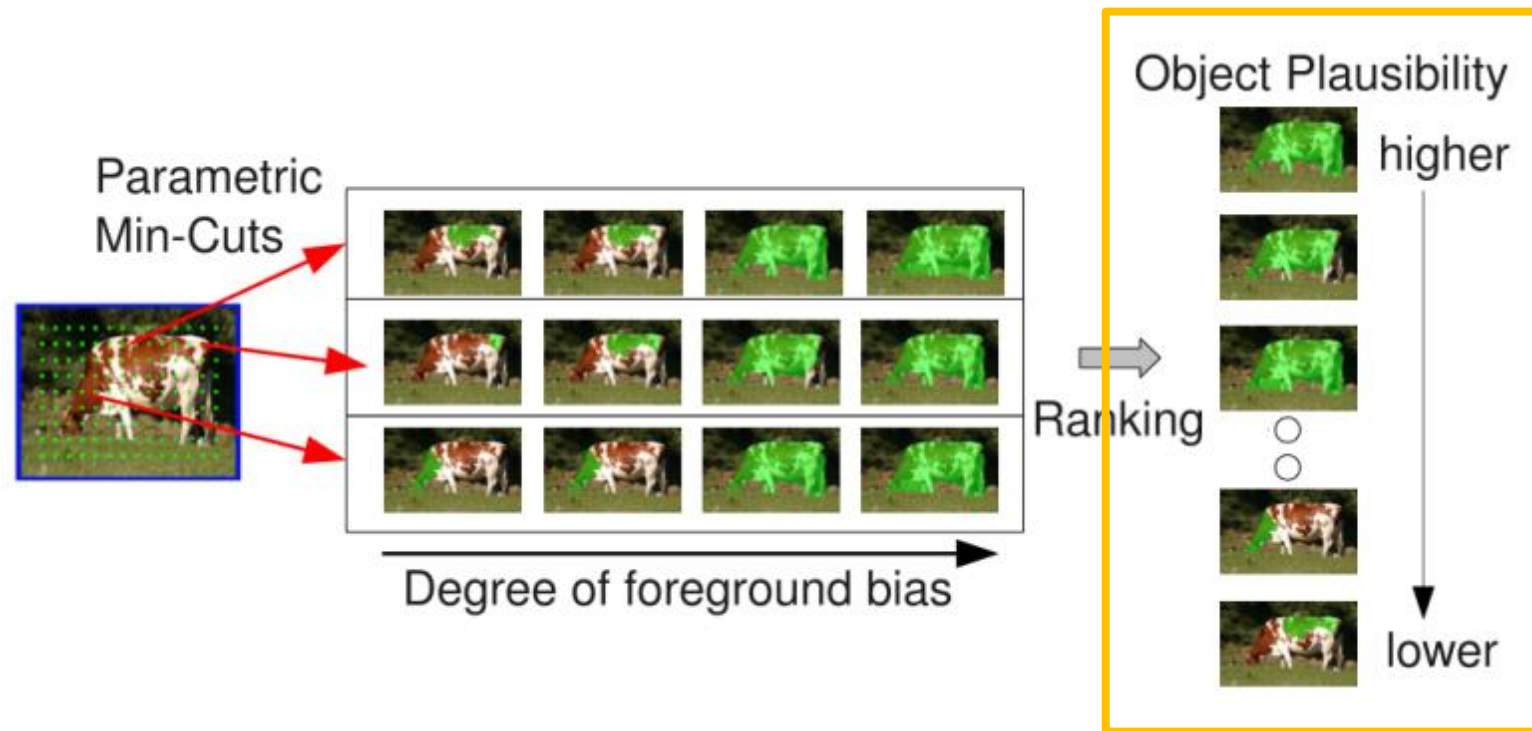 Object Plausibility
higher
Parametric
Min-Cuts
Ranking
Degree of foreground bias
lower